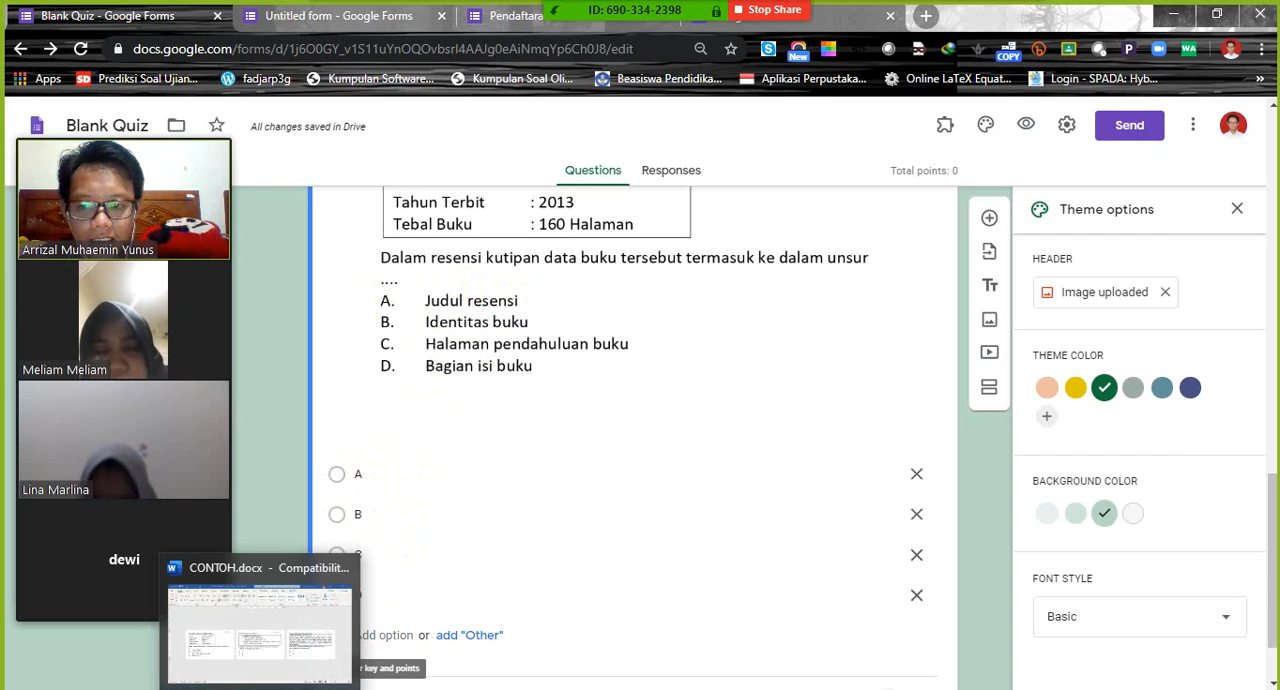 Blank Quiz - Google Forms
Untitled form - Google Forms
Pendaftara
ID: 690-334-2398
Stop Share
docs.google.com/forms/d/1j6O0GY_v1S11uYnOQOvbsrI4AAJg0eAiNmqYp6Ch0J8/edit
New
COPY
P
WA
Apps
Prediksi Soal Ujian...
fadjarp3g
Kumpulan Software...
Kumpulan Soal Oli...
Beasiswa Pendidika...
Aplikasi Perpustaka...
Online LaTeX Equat...
Login - SPADA: Hyb...
»
Blank Quiz
All changes saved in Drive
Send
Questions
Responses
Total points: 0
Arrizal Muhaemin Yunus
Meliam Meliam
Lina Marlina
dewi
Tahun Terbit : 2013
Tebal Buku : 160 Halaman
Dalam resensi kutipan data buku tersebut termasuk ke dalam unsur
....
A. Judul resensi
B. Identitas buku
C. Halaman pendahuluan buku
D. Bagian isi buku
A
B
Add option or add "Other"
key and points
CONTOH.docx - Compatibilit...
Tt
Theme options
HEADER
Image uploaded
THEME COLOR
BACKGROUND COLOR
FONT STYLE
Basic